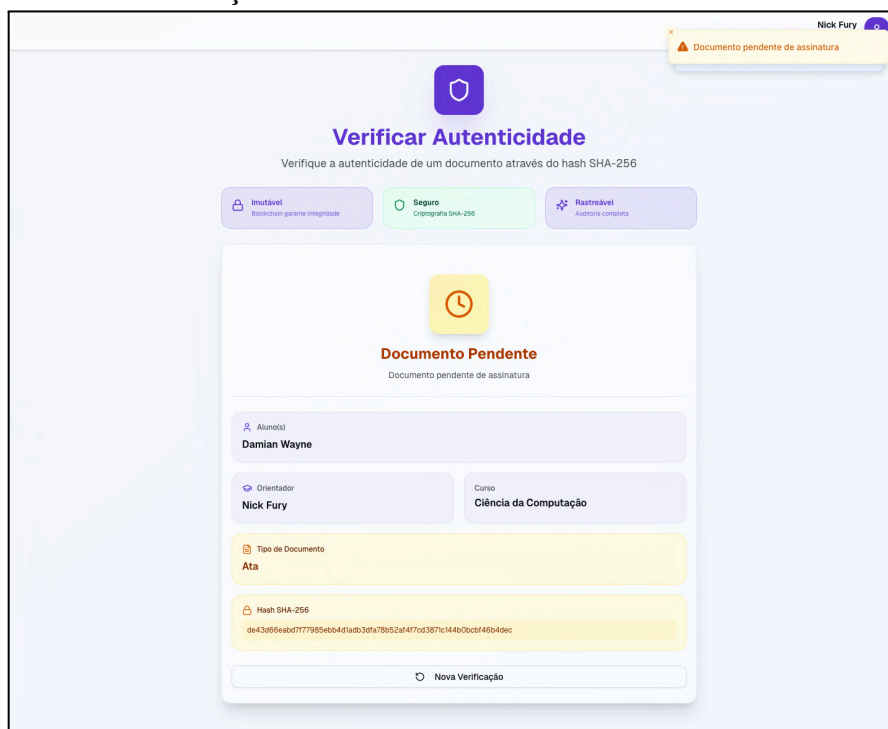 Nick Fury
Documento pendente de assinatura
Verificar Autenticidade
Verifique a autenticidade de um documento através do hash SHA-256
Imutável
Blockchain garante integridade
Seguro
Criptografia SHA-256
Rastreável
Auditoria completa
Documento Pendente
Documento pendente de assinatura
Aluno(s)
Damian Wayne
Orientador
Nick Fury
Curso
Ciência da Computação
Tipo de Documento
Ata
Hash SHA-256
de43d66eabd7f77985ebb4d1adb3dfa78b52af4f7cd3871c144b0bcbf46b4dec
Nova Verificação